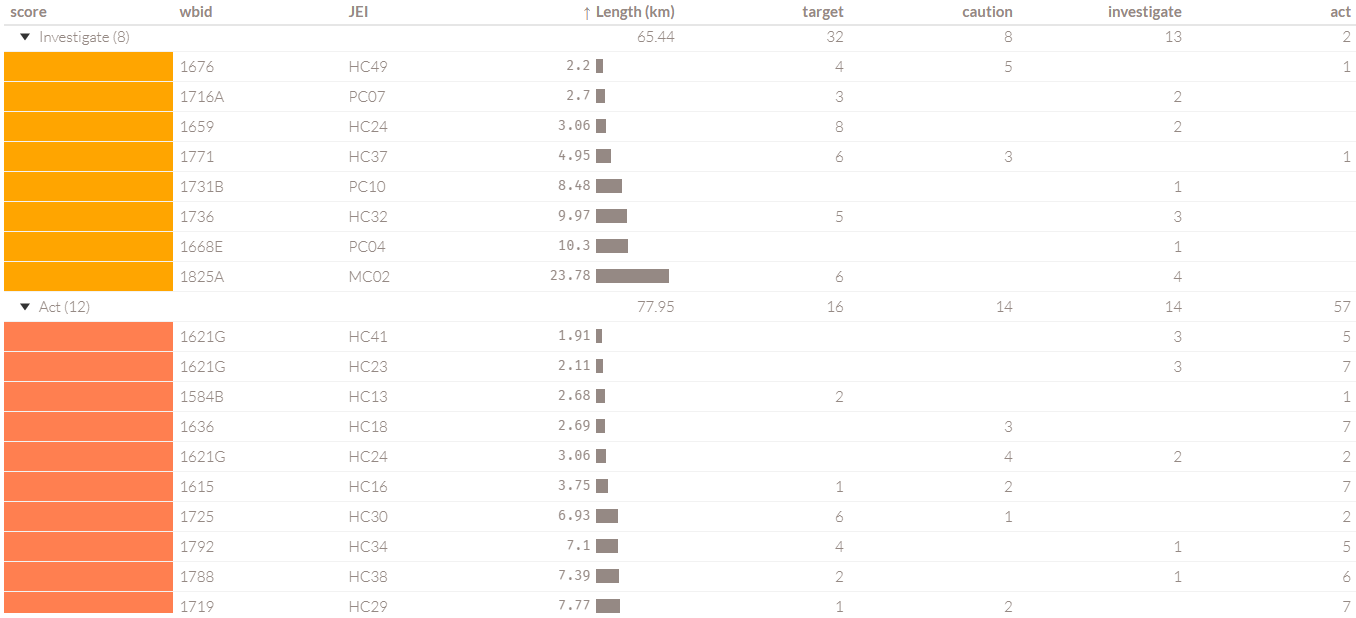 score wbid JEI ↑ Length (km) target caution investigate act
▼ Investigate (8) 65.44 32 8 13 2
1676 HC49 2.2 4 5 1
1716A PC07 2.7 3 2
1659 HC24 3.06 8 2
1771 HC37 4.95 6 3 1
1731B PC10 8.48 1
1736 HC32 9.97 5 3
1668E PC04 10.3 1
1825A MC02 23.78 6 4
▼ Act (12) 77.95 16 14 14 57
1621G HC41 1.91 3 5
1621G HC23 2.11 3 7
1584B HC13 2.68 2 1
1636 HC18 2.69 3 7
1621G HC24 3.06 4 2 2
1615 HC16 3.75 1 2 7
1725 HC30 6.93 6 1 2
1792 HC34 7.1 4 1 5
1788 HC38 7.39 2 1 6
1719 HC29 7.77 1 2 7